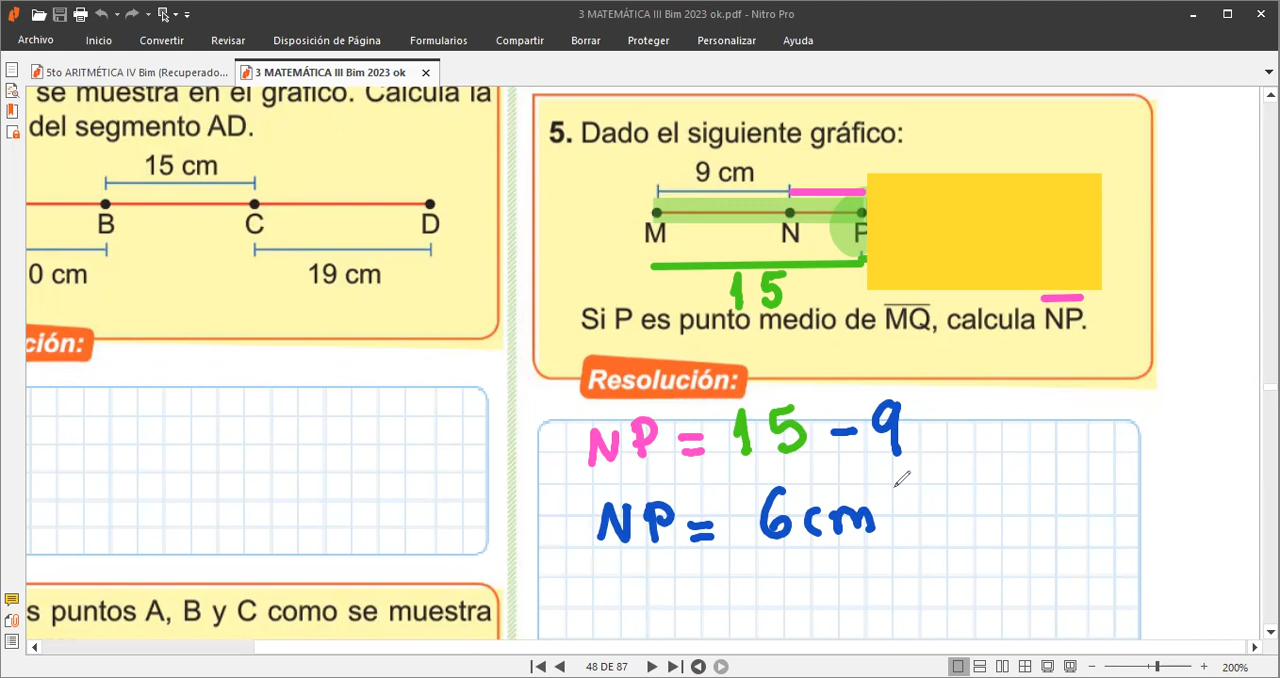 3 MATEMÁTICA III Bim 2023 ok.pdf - Nitro Pro
Archivo Inicio Convertir Revisar Disposición de Página Formularios Compartir Borrar Proteger Personalizar Ayuda
5to ARITMÉTICA IV Bim (Recuperado... 3 MATEMÁTICA III Bim 2023 ok
se muestra en el gráfico. Calcula la
del segmento AD.
15 cm
B C D
0 cm 19 cm
ción:
s puntos A, B y C como se muestra
5. Dado el siguiente gráfico:
9 cm
M N P
15
Si P es punto medio de MQ, calcula NP.
Resolución:
NP = 15 - 9
NP = 6cm
48 DE 87
200%